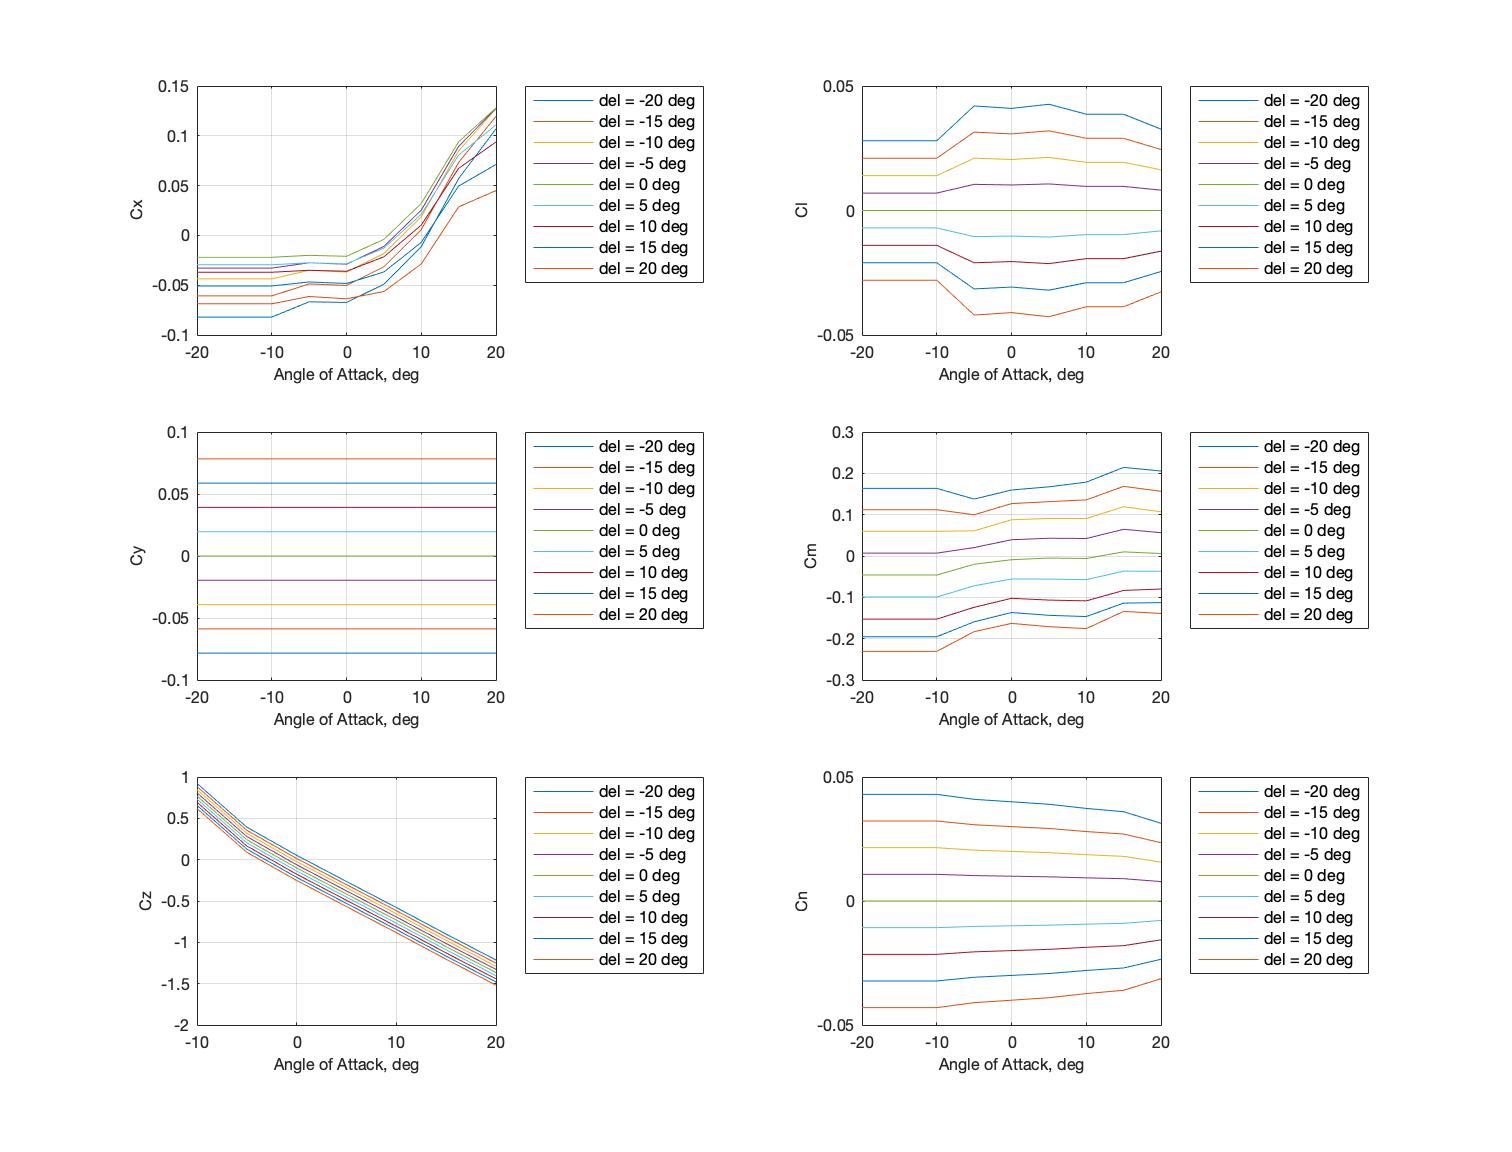 0.15
0.1
0.05
0
-0.05
-0.1
Cx
-20 -10 0 10 20
Angle of Attack, deg
del = -20 deg
del = -15 deg
del = -10 deg
del = -5 deg
del = 0 deg
del = 5 deg
del = 10 deg
del = 15 deg
del = 20 deg
0.05
0
-0.05
Cl
-20 -10 0 10 20
Angle of Attack, deg
del = -20 deg
del = -15 deg
del = -10 deg
del = -5 deg
del = 0 deg
del = 5 deg
del = 10 deg
del = 15 deg
del = 20 deg
0.1
0.05
0
-0.05
-0.1
Cy
-20 -10 0 10 20
Angle of Attack, deg
del = -20 deg
del = -15 deg
del = -10 deg
del = -5 deg
del = 0 deg
del = 5 deg
del = 10 deg
del = 15 deg
del = 20 deg
0.3
0.2
0.1
0
-0.1
-0.2
-0.3
Cm
-20 -10 0 10 20
Angle of Attack, deg
del = -20 deg
del = -15 deg
del = -10 deg
del = -5 deg
del = 0 deg
del = 5 deg
del = 10 deg
del = 15 deg
del = 20 deg
1
0.5
0
-0.5
-1
-1.5
-2
Cz
-10 0 10 20
Angle of Attack, deg
del = -20 deg
del = -15 deg
del = -10 deg
del = -5 deg
del = 0 deg
del = 5 deg
del = 10 deg
del = 15 deg
del = 20 deg
0.05
0
-0.05
Cn
-20 -10 0 10 20
Angle of Attack, deg
del = -20 deg
del = -15 deg
del = -10 deg
del = -5 deg
del = 0 deg
del = 5 deg
del = 10 deg
del = 15 deg
del = 20 deg